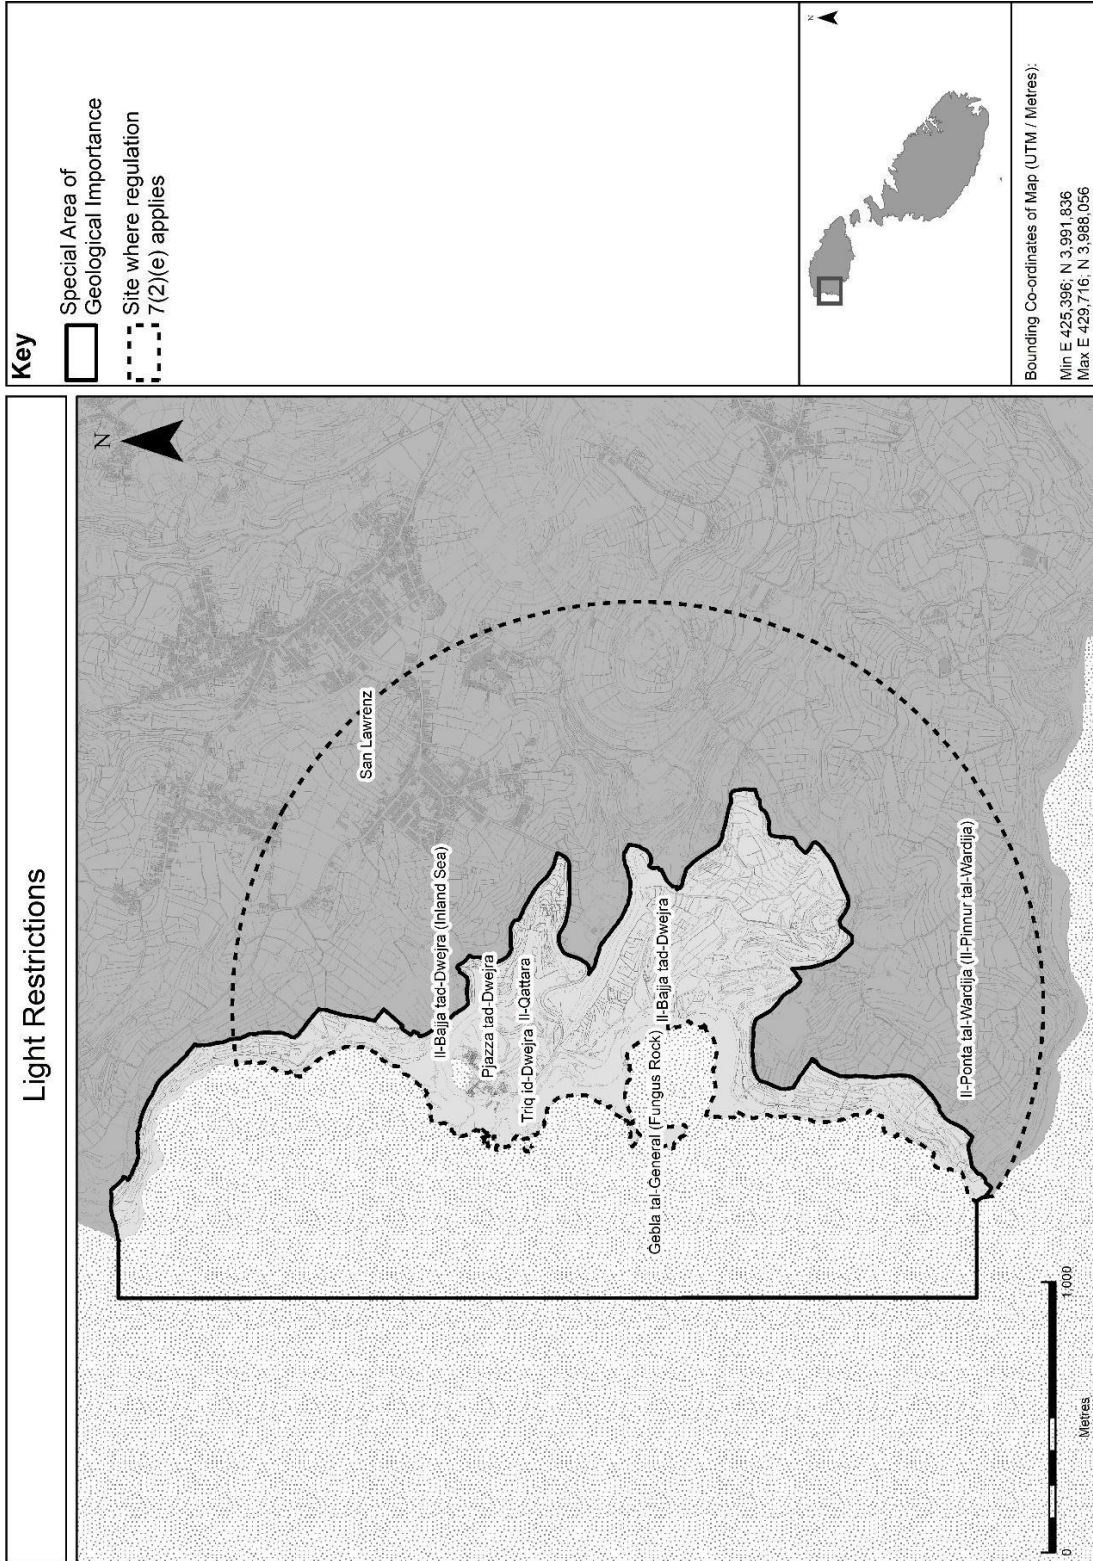 Light Restrictions
N
San Lawrenz
Il-Bajja tad-Dwejra (Inland Sea)
Pjazza tad-Dwejra
Triq id-Dwejra Il-Qattara
Gebla tal-General (Fungus Rock) Il-Bajja tad-Dwejra
Il-Ponta tal-Wardija (Il-Pinnur tal-Wardija)
0
1,000
Metres
Key
Special Area of
Geological Importance
Site where regulation
7(2)(e) applies
N
Bounding Co-ordinates of Map (UTM / Metres):
Min E 425,396; N 3,991,836
Max E 429,716; N 3,988,056